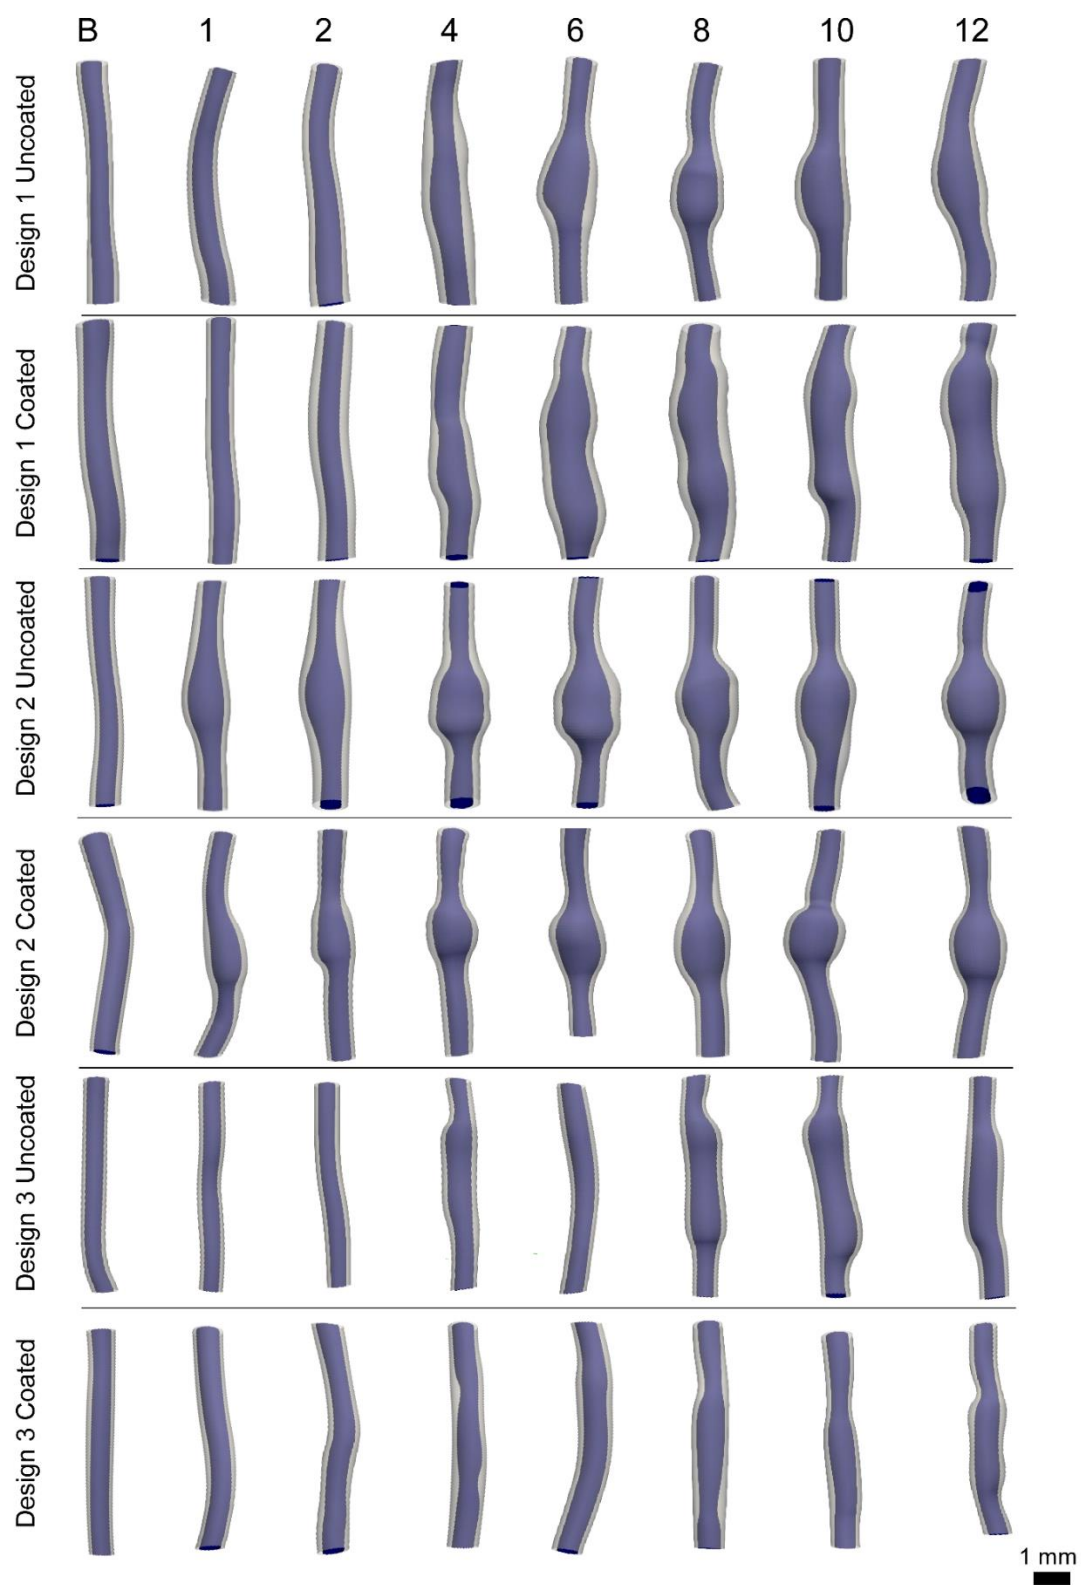 B 1 2 4 6 8 10 12
Design 1 Uncoated
Design 1 Coated
Design 2 Uncoated
Design 2 Coated
Design 3 Uncoated
Design 3 Coated
1 mm